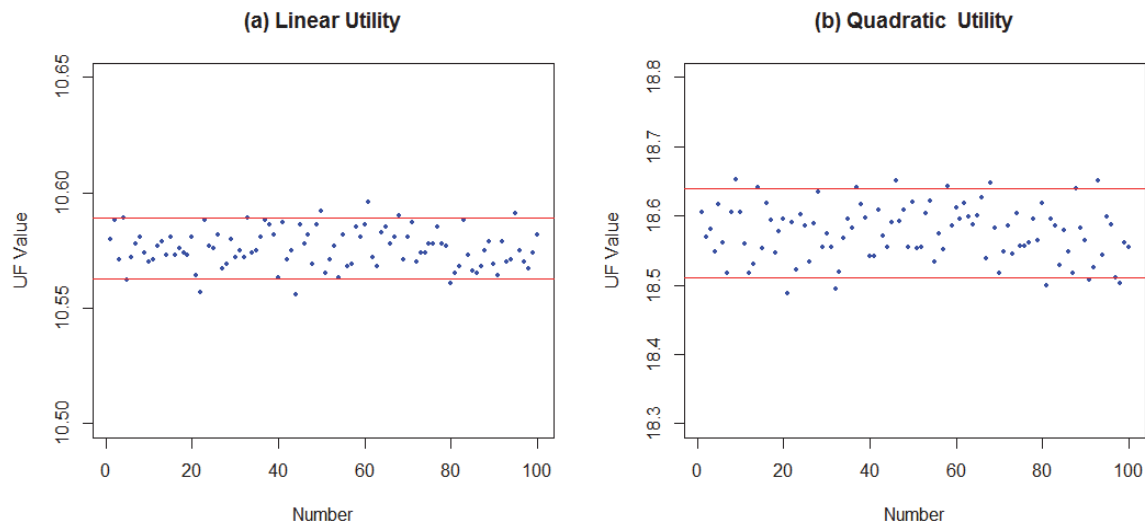 (a) Linear Utility
UF Value
10.65
10.60
10.55
10.50
0 20 40 60 80 100
Number
(b) Quadratic Utility
UF Value
18.8
18.7
18.6
18.5
18.4
18.3
0 20 40 60 80 100
Number